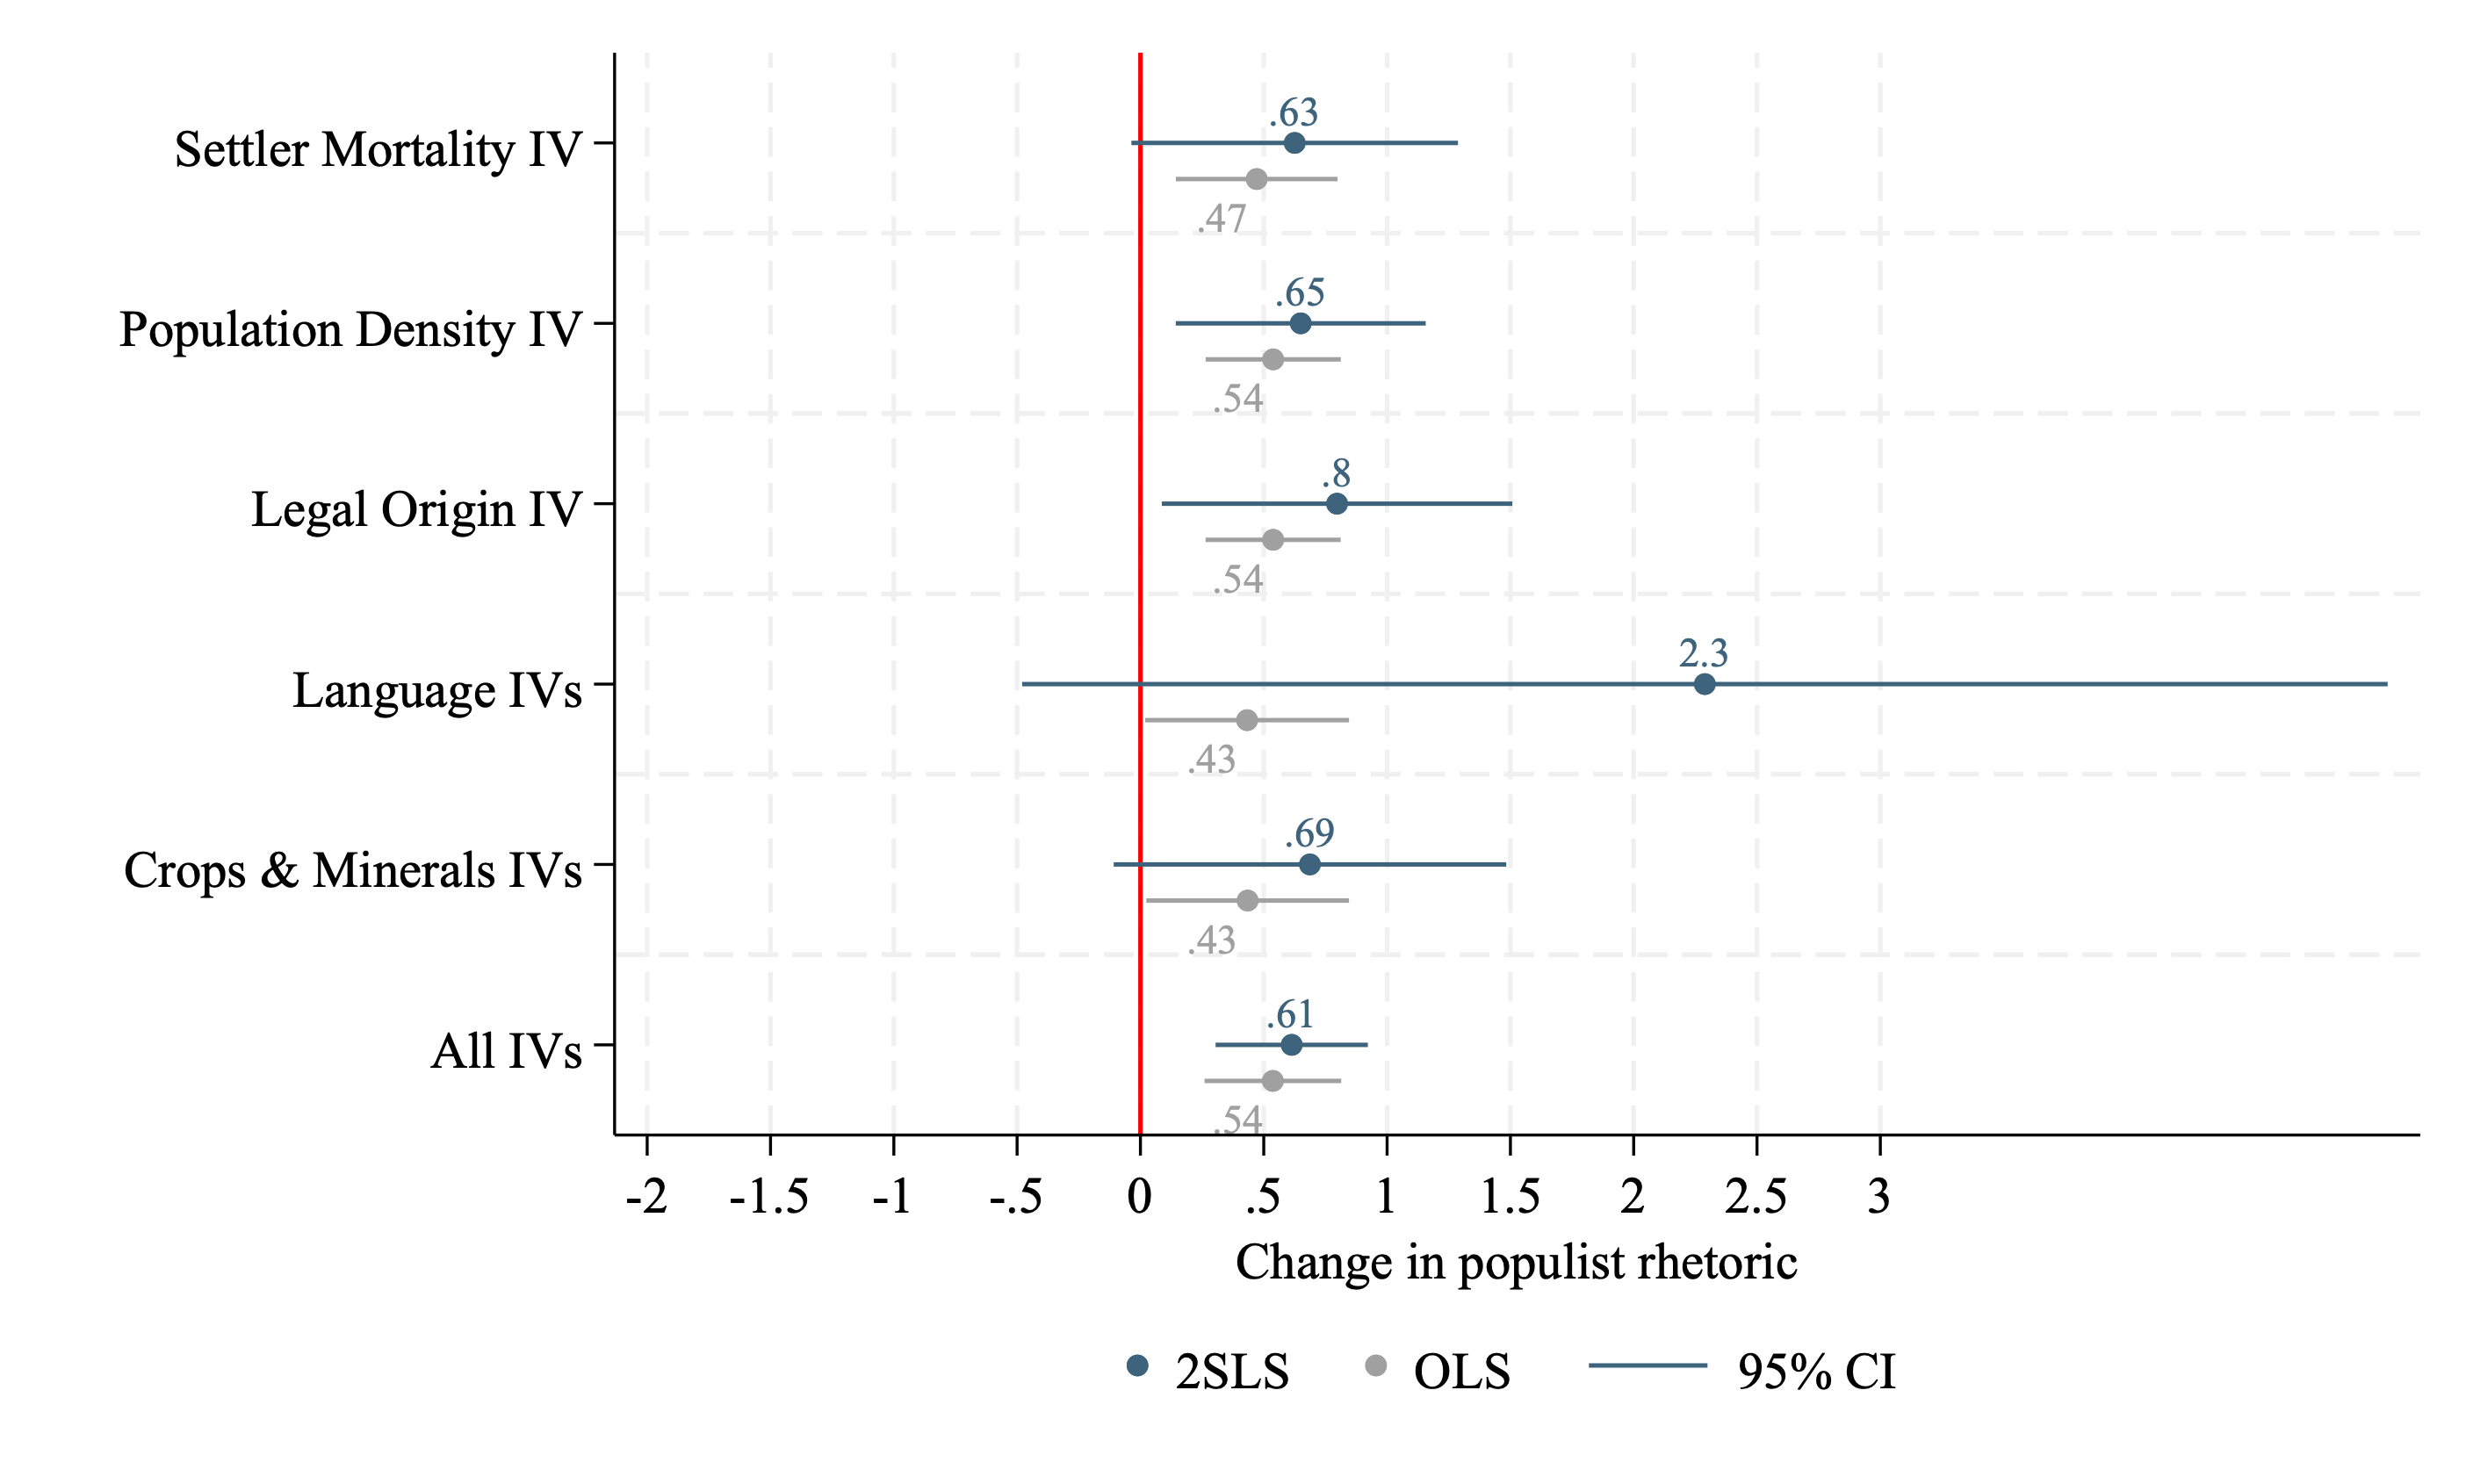 Settler Mortality IV
.63
.47
Population Density IV
.65
.54
Legal Origin IV
.8
.54
Language IVs
2.3
.43
Crops & Minerals IVs
.69
.43
All IVs
.61
.54
-2 -1.5 -1 -.5 0 .5 1 1.5 2 2.5 3
Change in populist rhetoric
2SLS OLS 95% CI